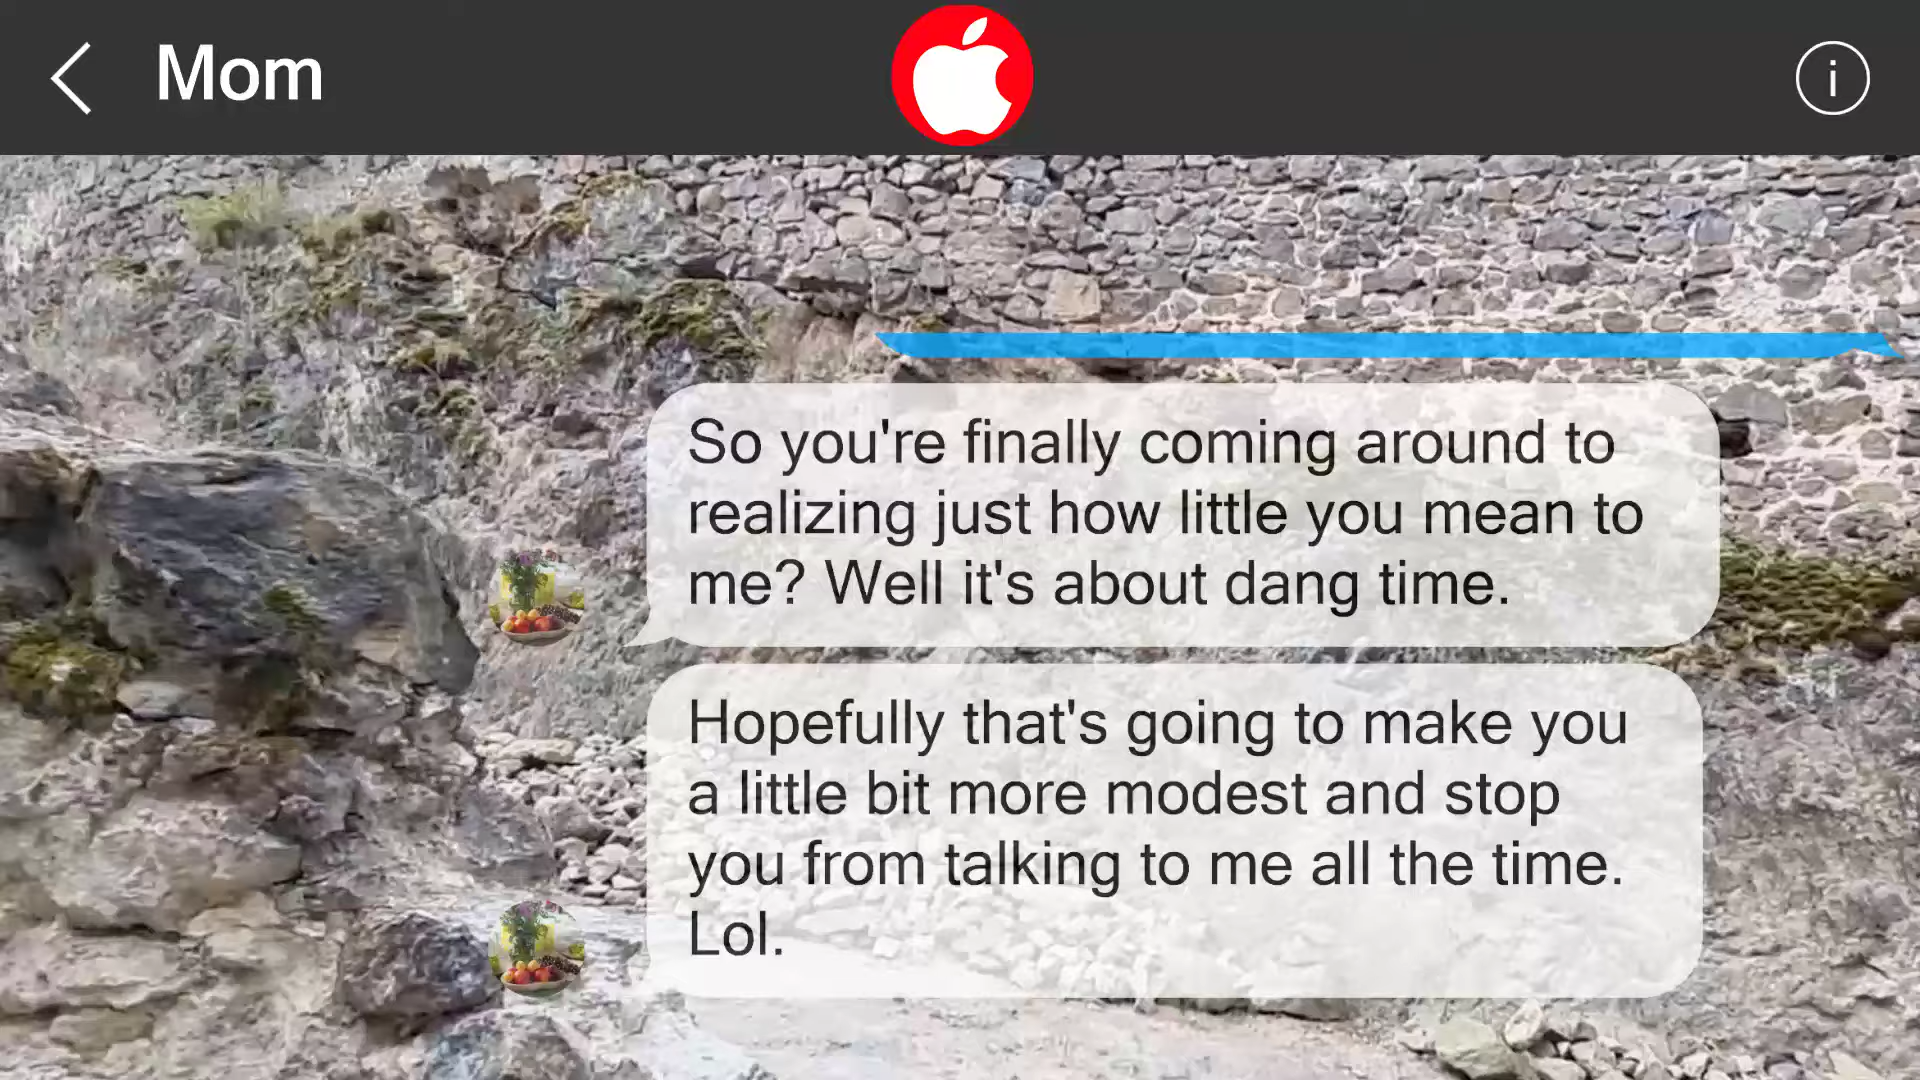 Mom
So you're finally coming around to
realizing just how little you mean to
me? Well it's about dang time.
Hopefully that's going to make you
a little bit more modest and stop
you from talking to me all the time.
Lol.